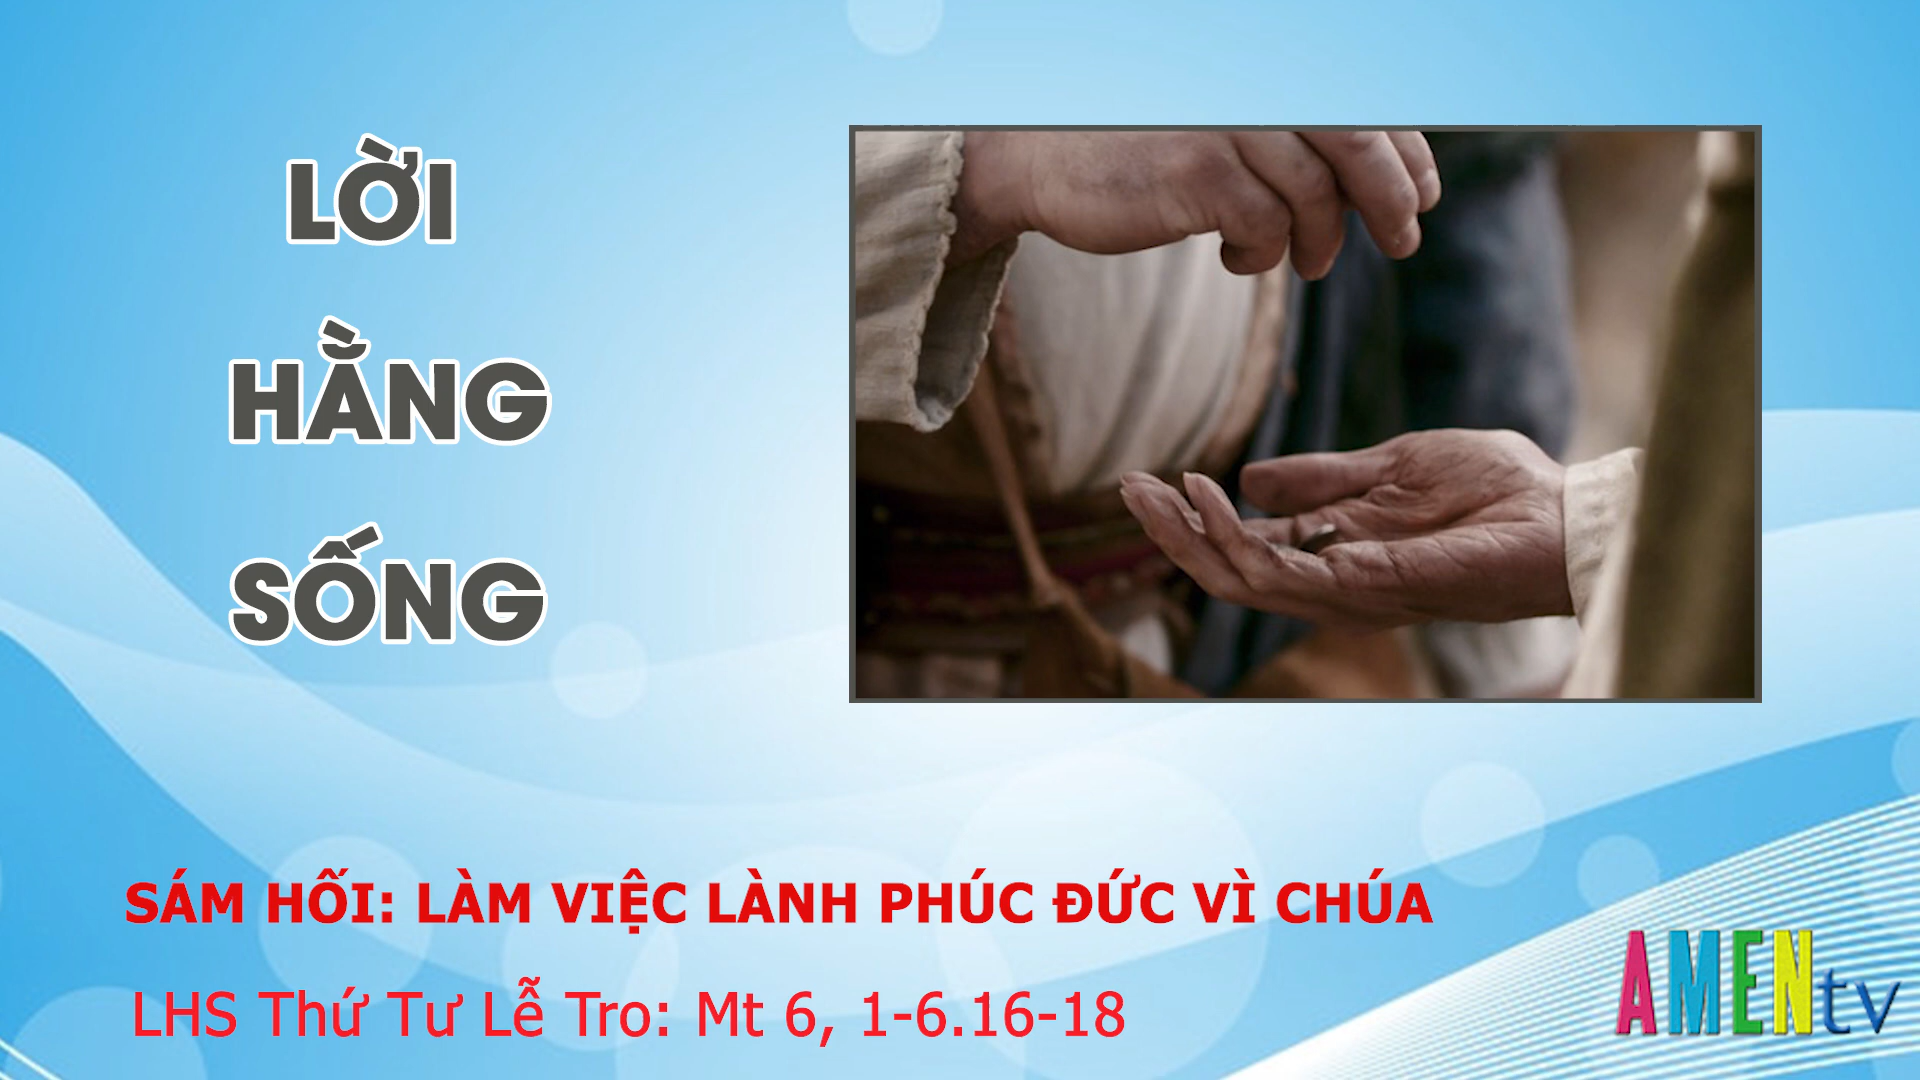 LỜI
HẰNG
SỐNG
SÁM HỐI: LÀM VIỆC LÀNH PHÚC ĐỨC VÌ CHÚA
LHS Thứ Tư Lễ Tro: Mt 6, 1-6.16-18
AMENtv